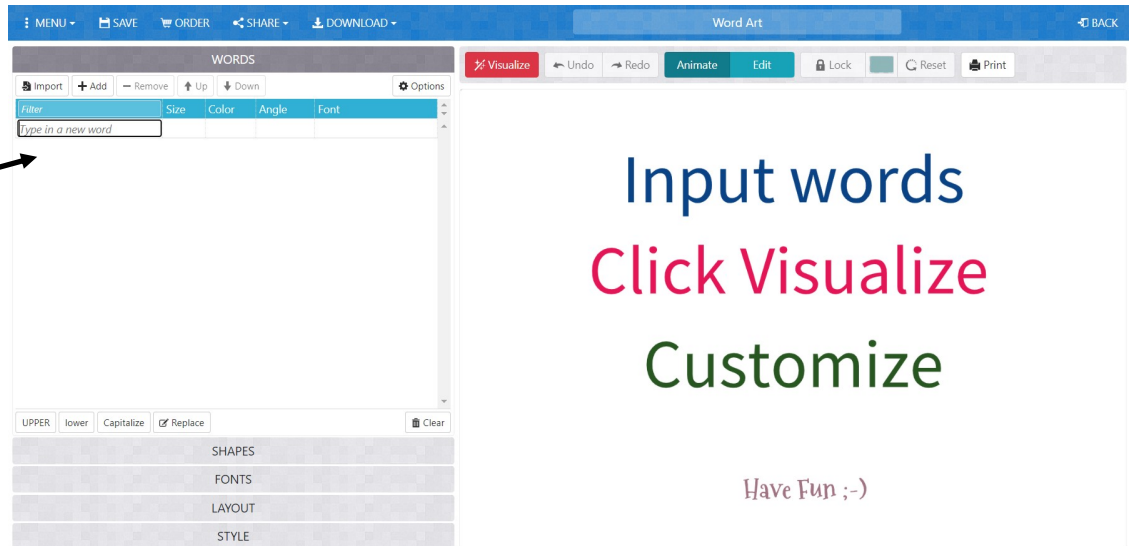 MENU SAVE ORDER SHARE DOWNLOAD Word Art BACK
WORDS
Visualize Undo Redo Animate Edit Lock Reset Print
Import Add Remove Up Down Options
Filter Size Color Angle Font
Type in a new word
Input words
Click Visualize
Customize
UPPER lower Capitalize Replace Clear
SHAPES
FONTS
Have Fun ;-)
LAYOUT
STYLE